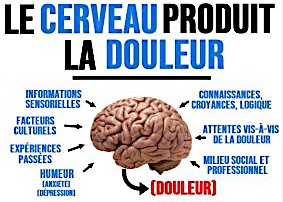 LE CERVEAU PRODUIT
LA DOULEUR
INFORMATIONS
SENSORIELLES
FACTEURS
CULTURELS
EXPÉRIENCES
PASSÉES
HUMEUR
(ANXIÉTÉ)
(DÉPRESSION)
CONNAISSANCES,
CROYANCES, LOGIQUE
ATTENTES VIS-À-VIS
DE LA DOULEUR
MILIEU SOCIAL ET
PROFESSIONNEL
(DOULEUR)